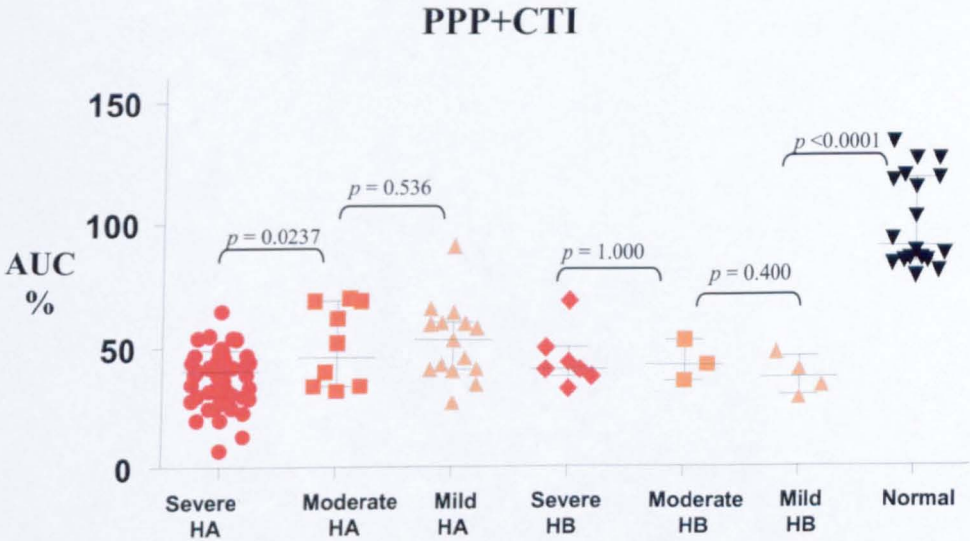 PPP+CTI
150
p <0.0001
p = 0.536
100
p = 0.0237
p = 1.000
p = 0.400
AUC
%
50
0
Severe HA
Moderate HA
Mild HA
Severe HB
Moderate HB
Mild HB
Normal